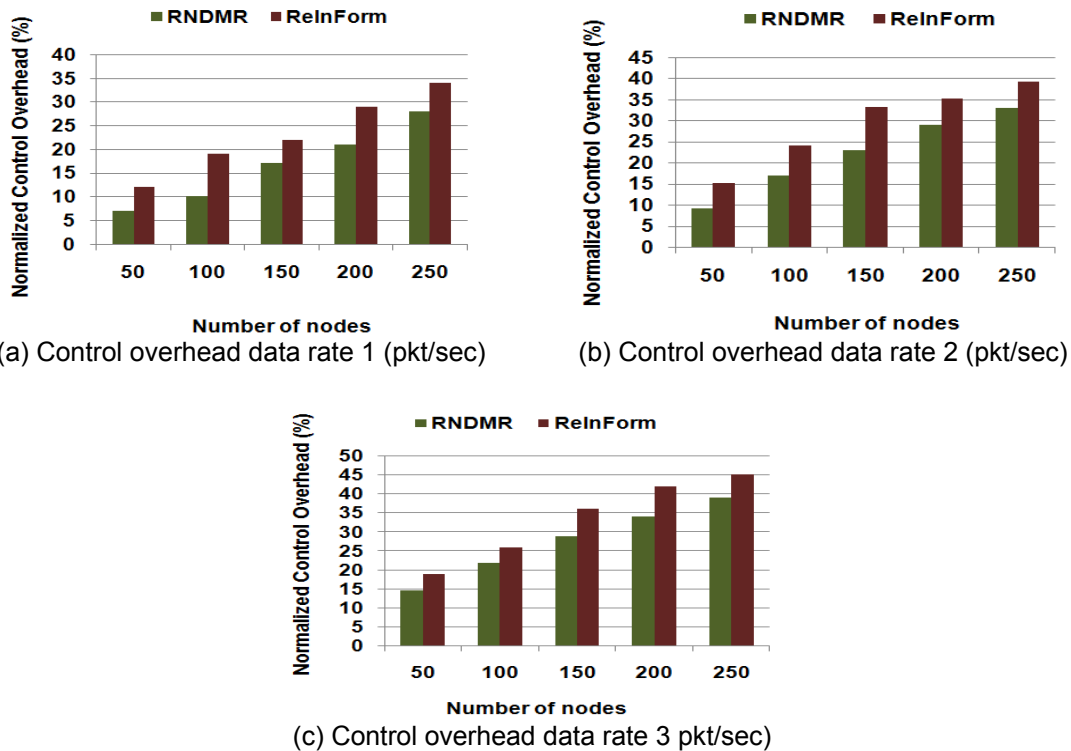 RNDMR ReInForm
Normalized Control Overhead (%)
40
35
30
25
20
15
10
5
0
50 100 150 200 250
Number of nodes
(a) Control overhead data rate 1 (pkt/sec)
RNDMR ReInForm
Normalized Control Overhead (%)
45
40
35
30
25
20
15
10
5
0
50 100 150 200 250
Number of nodes
(b) Control overhead data rate 2 (pkt/sec)
RNDMR ReInForm
Normalized Control Overhead (%)
50
45
40
35
30
25
20
15
10
5
0
50 100 150 200 250
Number of nodes
(c) Control overhead data rate 3 pkt/sec)